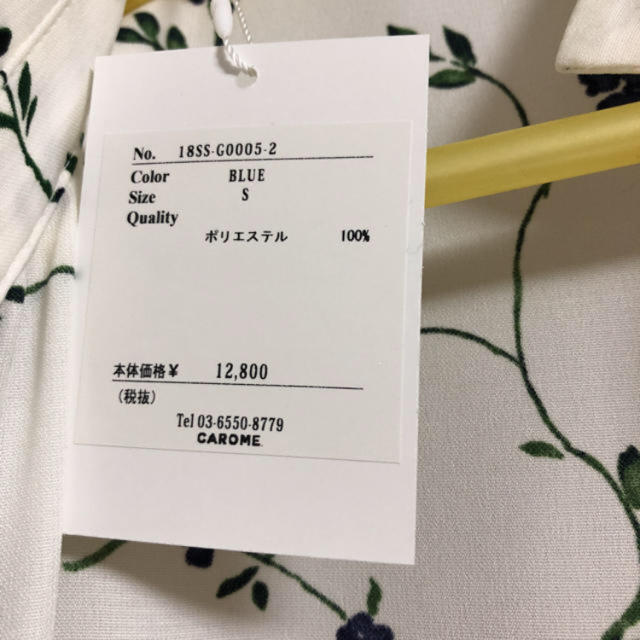 No. 18SS-G0005-2
Color BLUE
Size S
Quality
ポリエステル 100%
本体価格¥ 12,800
(税抜)
Tel 03-6550-8779
CAROME.